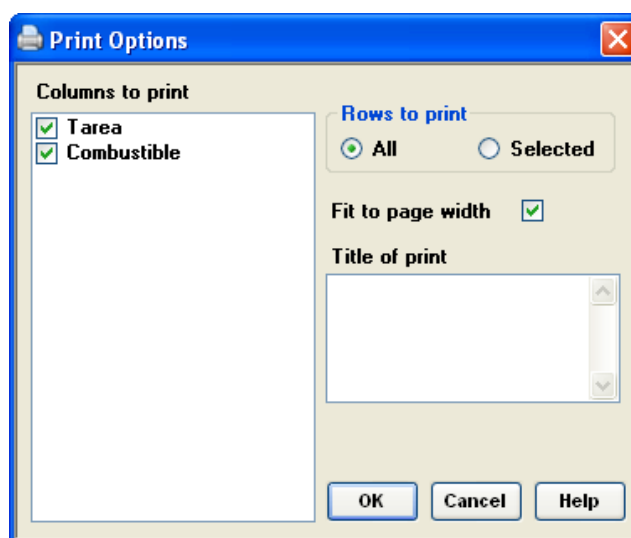 Print Options
Columns to print
Tarea
Combustible
Rows to print
All Selected
Fit to page width
Title of print
OK Cancel Help